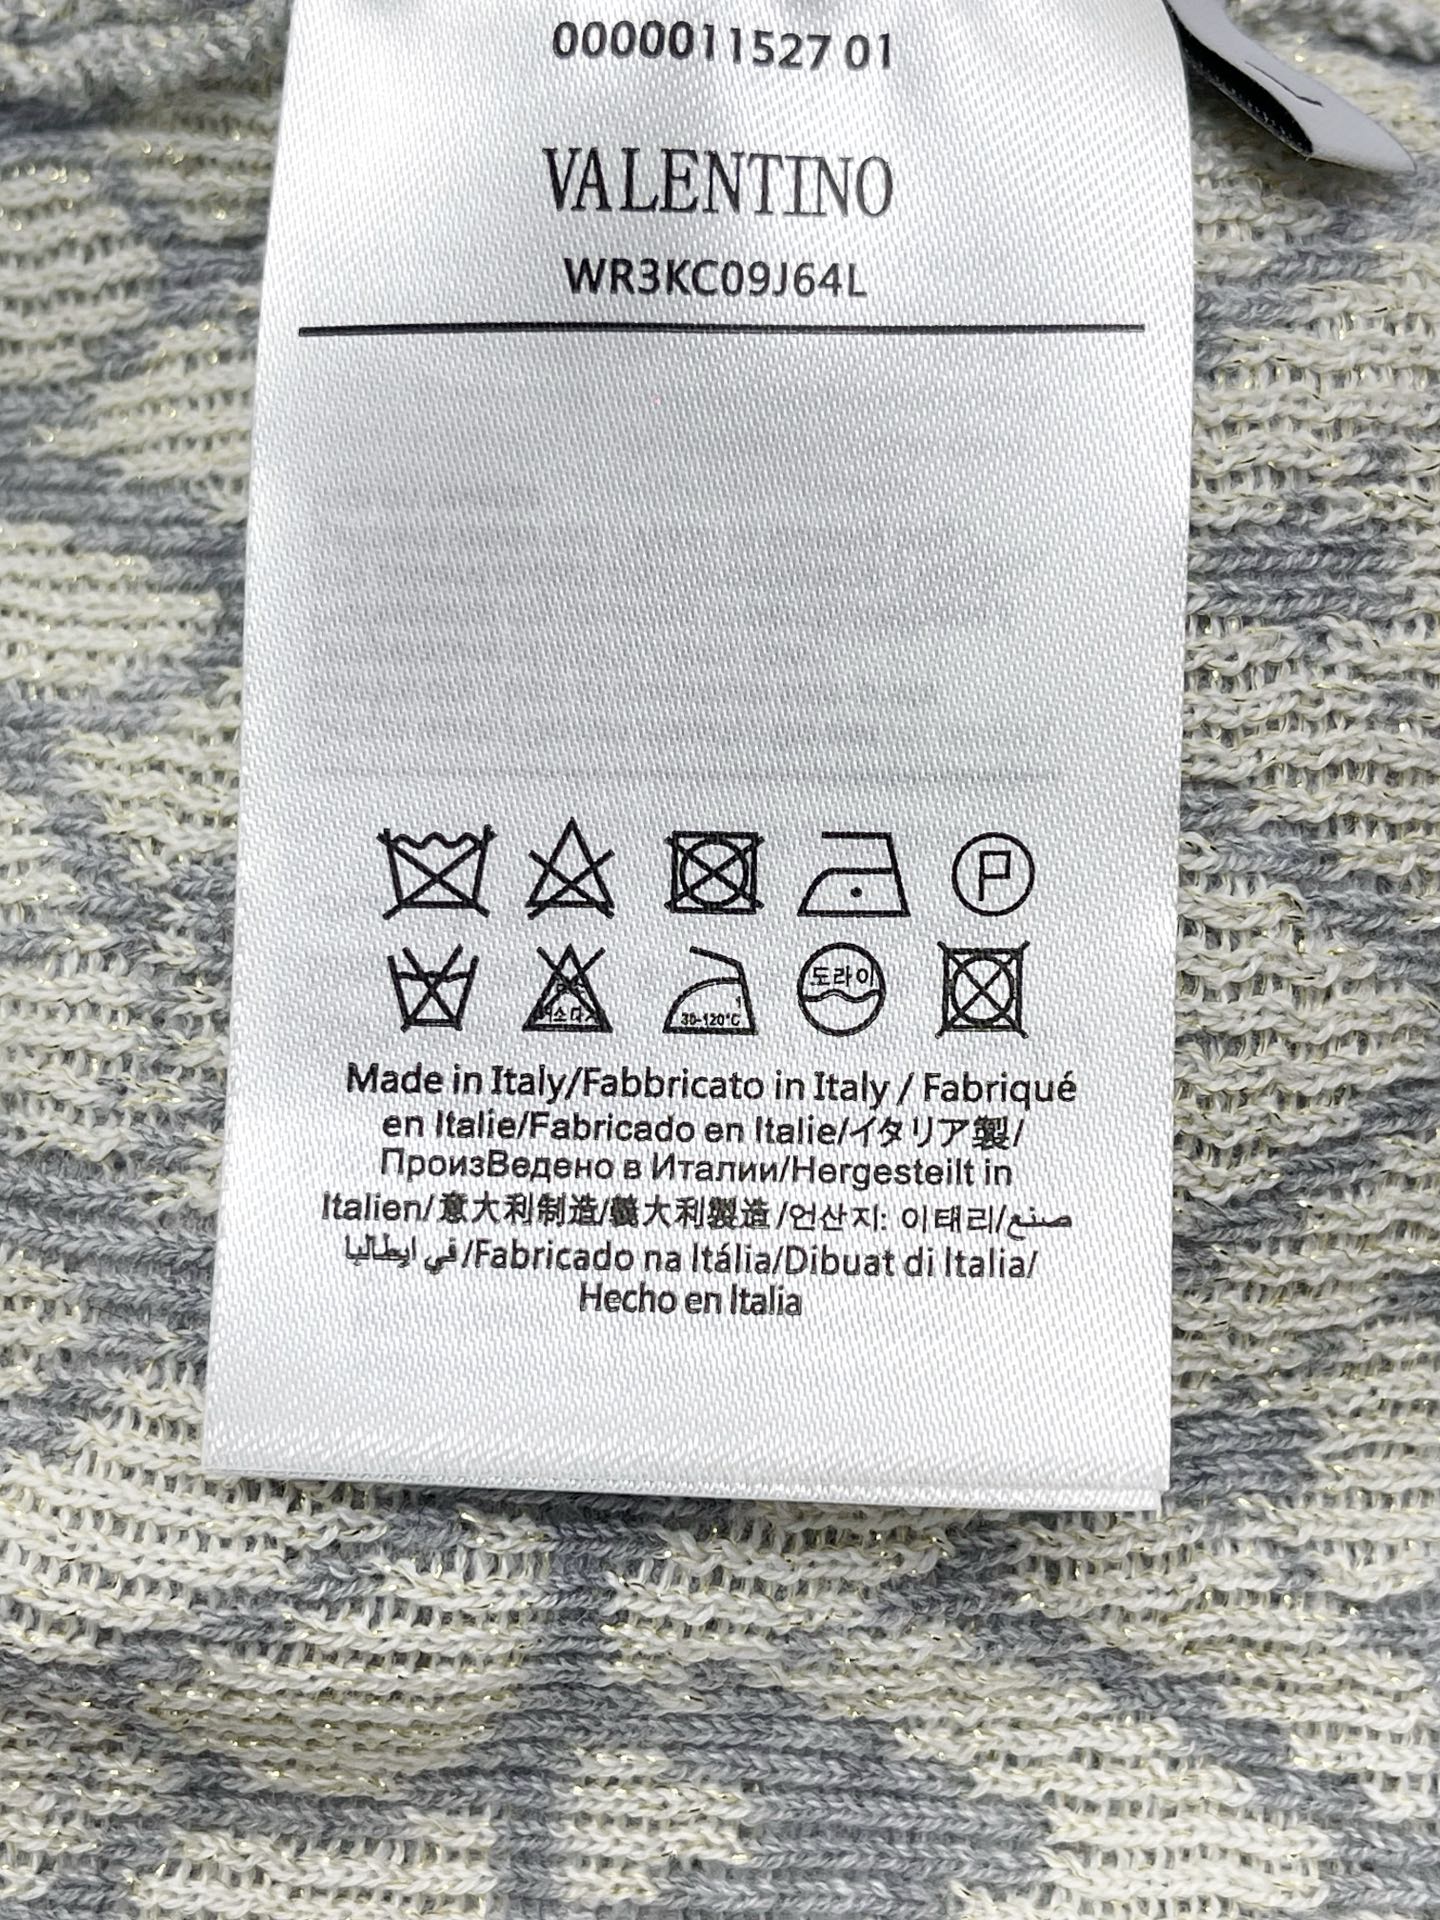 0000011527 01
VALENTINO
WR3KC09J64L
P
도라이
30-120°C
Made in Italy/Fabbricato in Italy / Fabriqué
en Italie/Fabricado en Italie/イタリア製/
ПроизВедено в Италии/Hergesteilt in
Italien/意大利制造/義大利製造/언산지: 이태리/صنع
في ايطاليا/Fabricado na Itália/Dibuat di Italia/
Hecho en Italia